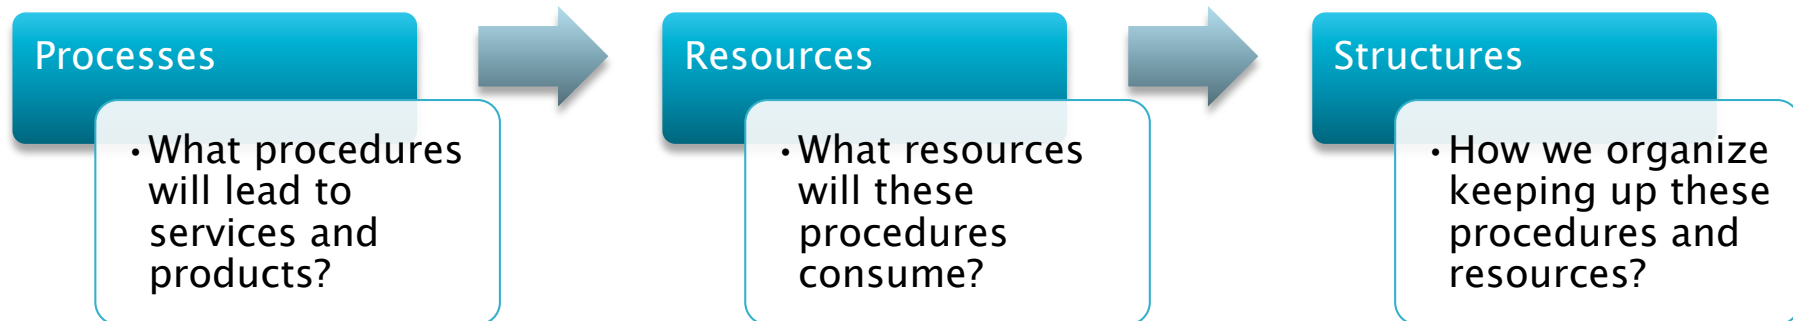 Processes
•What procedures
will lead to
services and
products?
Resources
•What resources
will these
procedures
consume?
Structures
•How we organize
keeping up these
procedures and
resources?